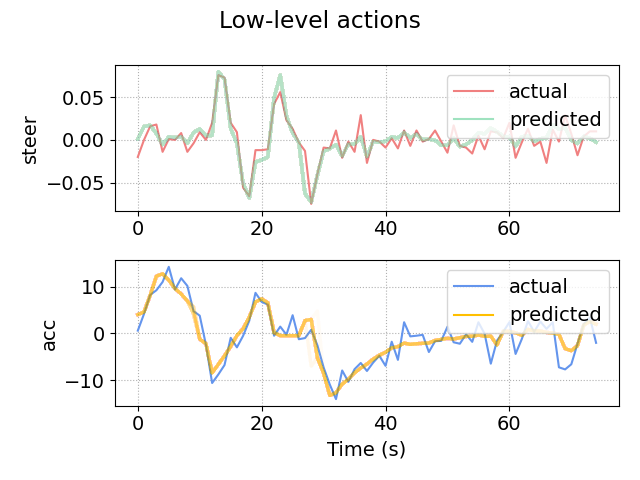 Low-level actions
steer
0.05
0.00
−0.05
actual
predicted
0
20
40
60
acc
10
0
−10
actual
predicted
0
20
40
60
Time (s)